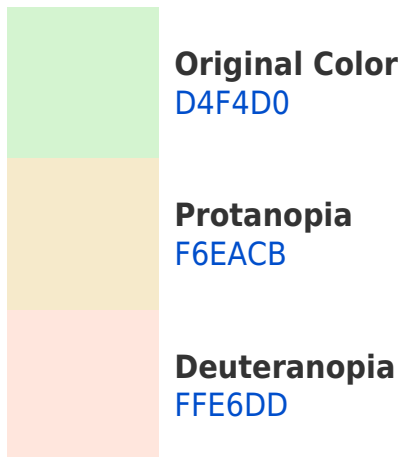 Original Color
D4F4D0
Protanopia
F6EACB
Deuteranopia
FFE6DD